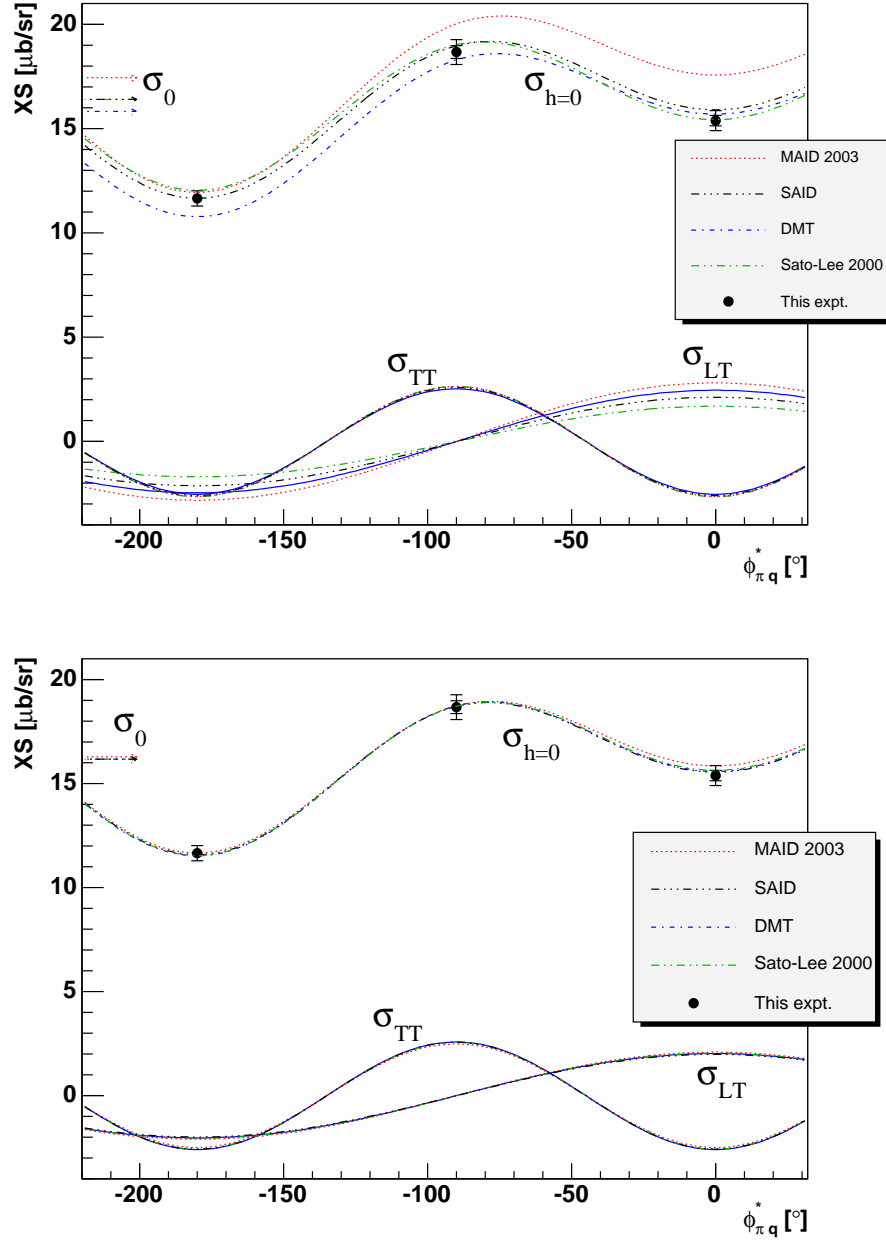 XS [μb/sr]
20
15
10
5
0
σ0
σh=0
MAID 2003
SAID
DMT
Sato-Lee 2000
This expt.
σTT
σLT
-200
-150
-100
-50
0
ϕ*π q [°]
XS [μb/sr]
20
15
10
5
0
σ0
σh=0
MAID 2003
SAID
DMT
Sato-Lee 2000
This expt.
σTT
σLT
-200
-150
-100
-50
0
ϕ*π q [°]